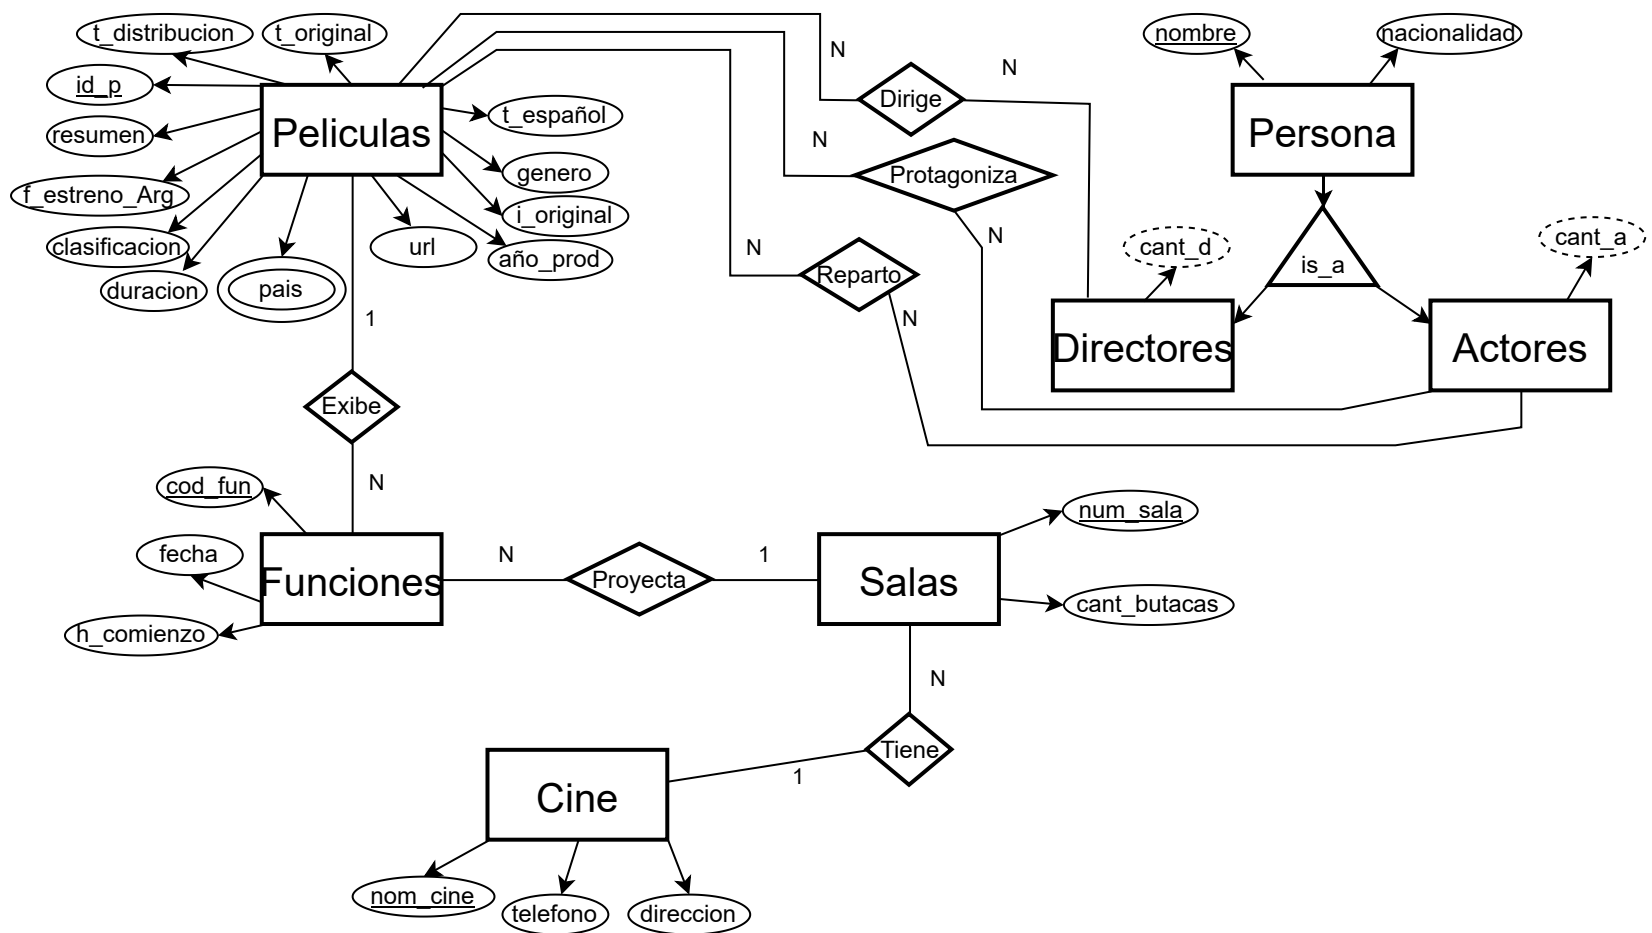 t_distribucion
t_original
N
N
nombre
nacionalidad
id_p
Peliculas
t_español
Dirige
Persona
resumen
N
genero
Protagoniza
f_estreno_Arg
i_original
clasificacion
url
año_prod
N
N
cant_d
cant_a
is_a
duracion
pais
Reparto
1
N
Directores
Actores
Exibe
N
cod_fun
num_sala
fecha
Funciones
N
Proyecta
1
Salas
cant_butacas
h_comienzo
N
Tiene
1
Cine
nom_cine
telefono
direccion